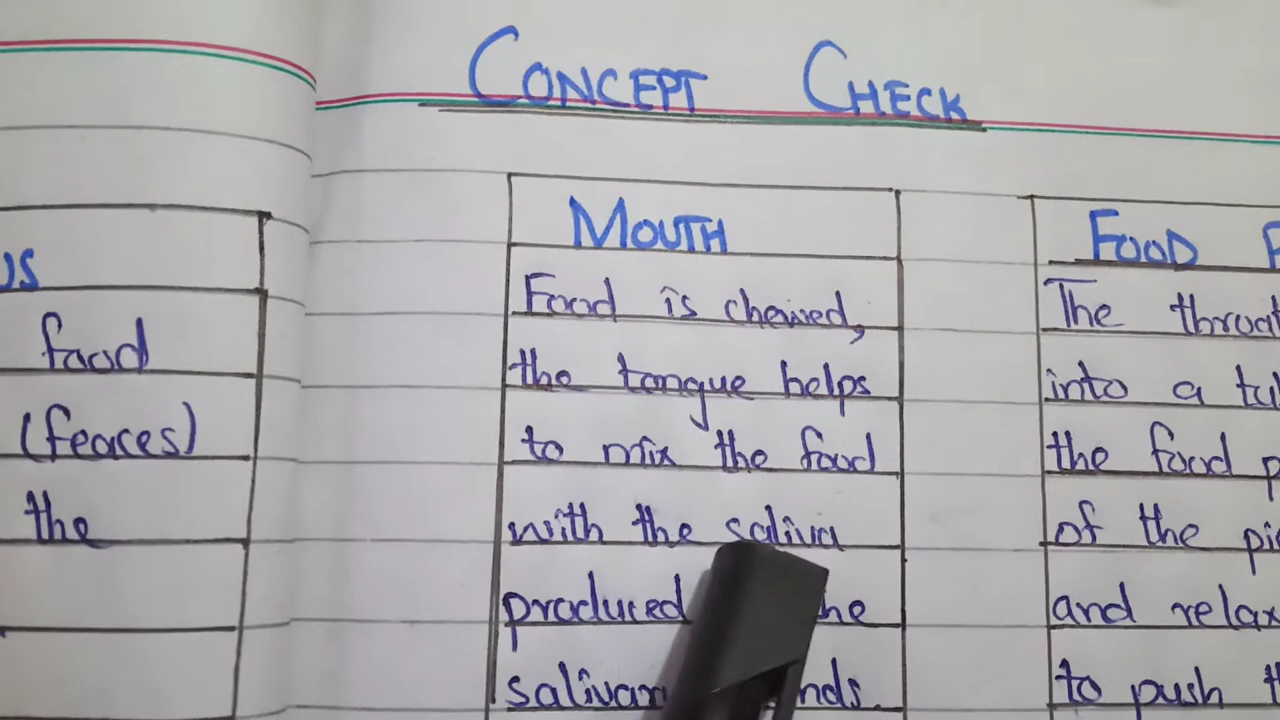 CONCEPT CHECK
us
food
(feaces)
the
MOUTH
Food is chewed,
the tongue helps
to mix the food
with the saliva
produced
FOOD
The throat
into a
the food
of the
and relax
to push